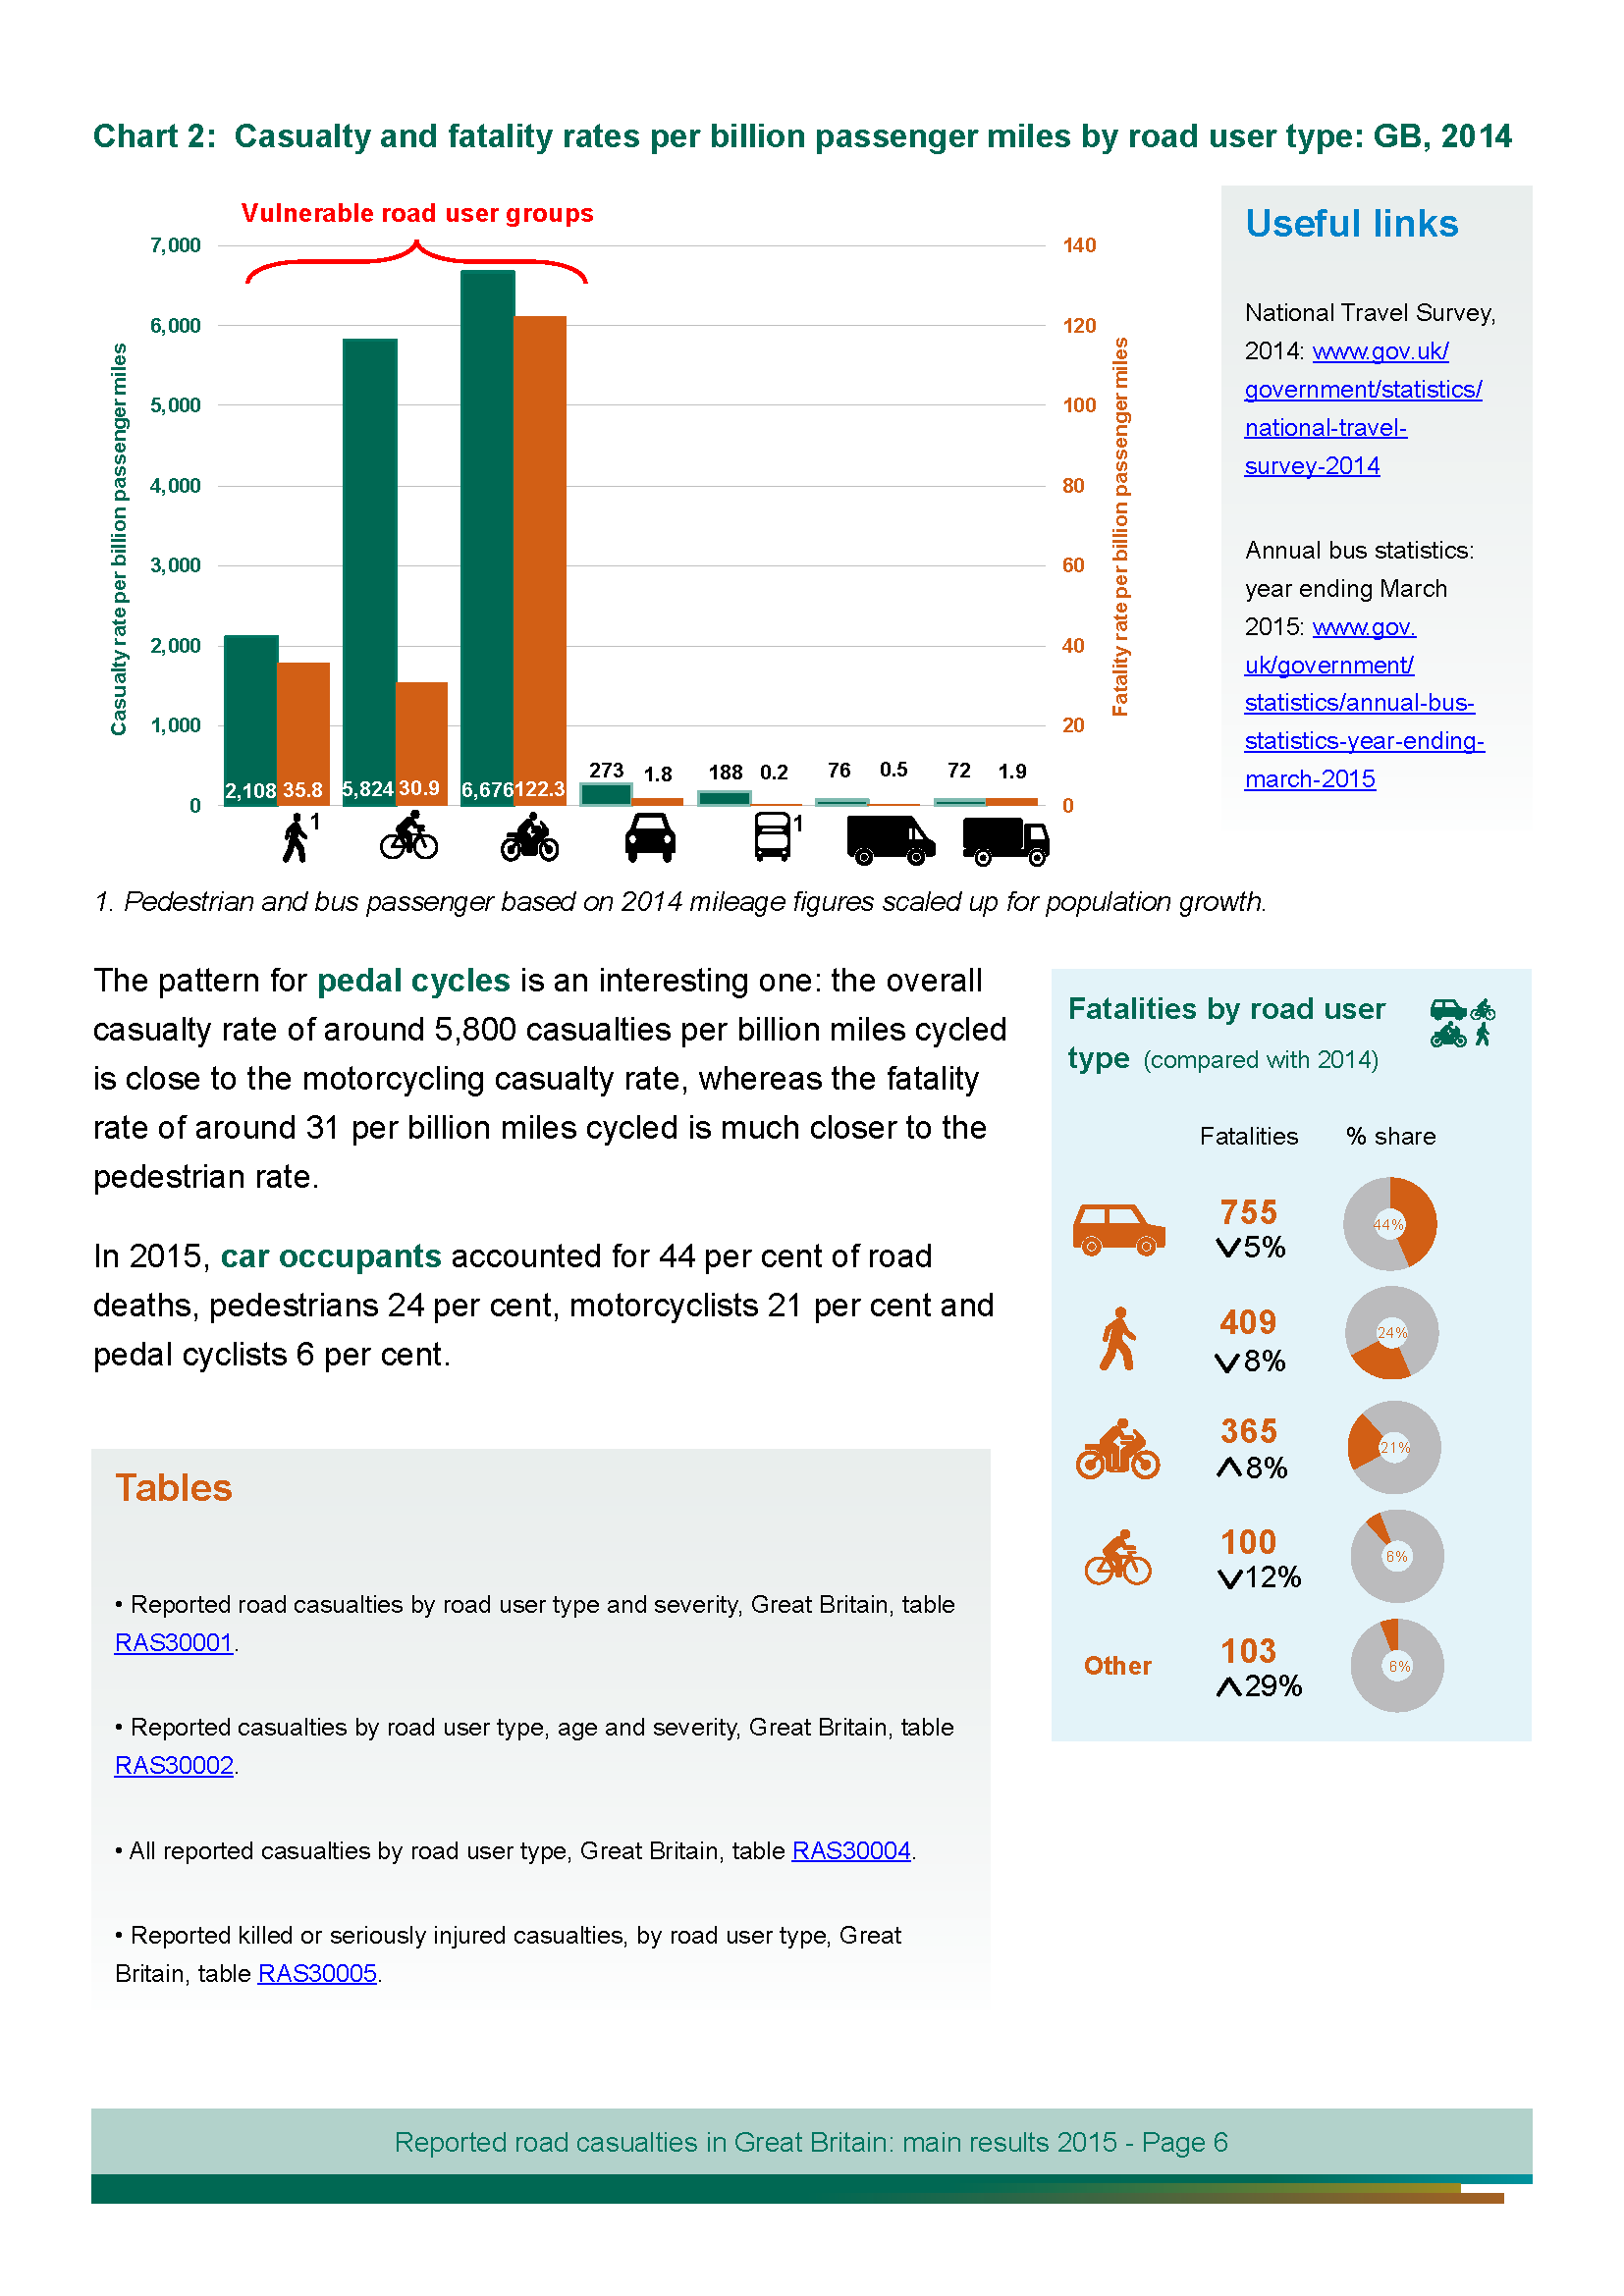 Chart 2:  Casualty and fatality rates per billion passenger miles by road user type: GB, 2014
Vulnerable road user groups
7,000
6,000
5,000
4,000
3,000
2,000
1,000
0
Casualty rate per billion passenger miles
140
120
100
80
60
40
20
0
Fatality rate per billion passenger miles
2,108 35.8 5,824 30.9 6,676 122.3 273 1.8 188 0.2 76 0.5 72 1.9
1 1
1. Pedestrian and bus passenger based on 2014 mileage figures scaled up for population growth.
Useful links
National Travel Survey,
2014: www.gov.uk/
government/statistics/
national-travel-
survey-2014
Annual bus statistics:
year ending March
2015: www.gov.
uk/government/
statistics/annual-bus-
statistics-year-ending-
march-2015
The pattern for pedal cycles is an interesting one: the overall
casualty rate of around 5,800 casualties per billion miles cycled
is close to the motorcycling casualty rate, whereas the fatality
rate of around 31 per billion miles cycled is much closer to the
pedestrian rate.
In 2015, car occupants accounted for 44 per cent of road
deaths, pedestrians 24 per cent, motorcyclists 21 per cent and
pedal cyclists 6 per cent.
Fatalities by road user
type (compared with 2014)
Fatalities % share
755
5%
44%
409
8%
24%
365
8%
21%
100
12%
6%
Other
103
29%
6%
Tables
• Reported road casualties by road user type and severity, Great Britain, table
RAS30001.
• Reported casualties by road user type, age and severity, Great Britain, table
RAS30002.
• All reported casualties by road user type, Great Britain, table RAS30004.
• Reported killed or seriously injured casualties, by road user type, Great
Britain, table RAS30005.
Reported road casualties in Great Britain: main results 2015 - Page 6